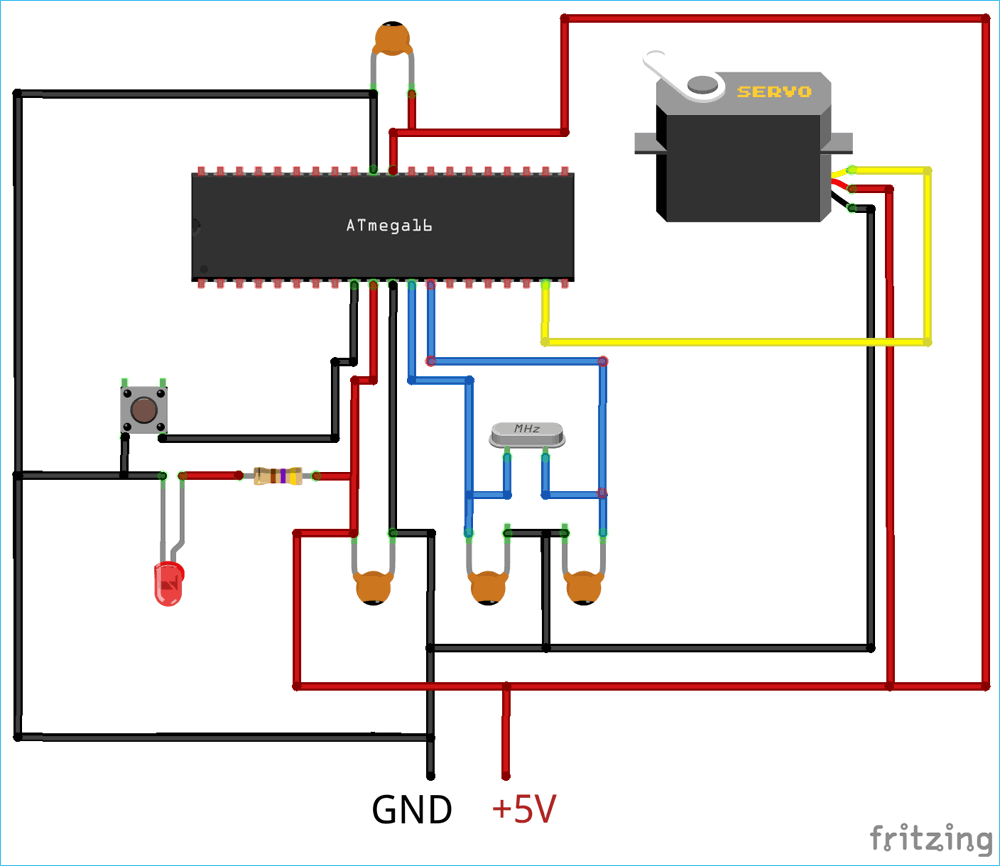 SERVO
ATmega16
MHz
GND +5V
fritzing